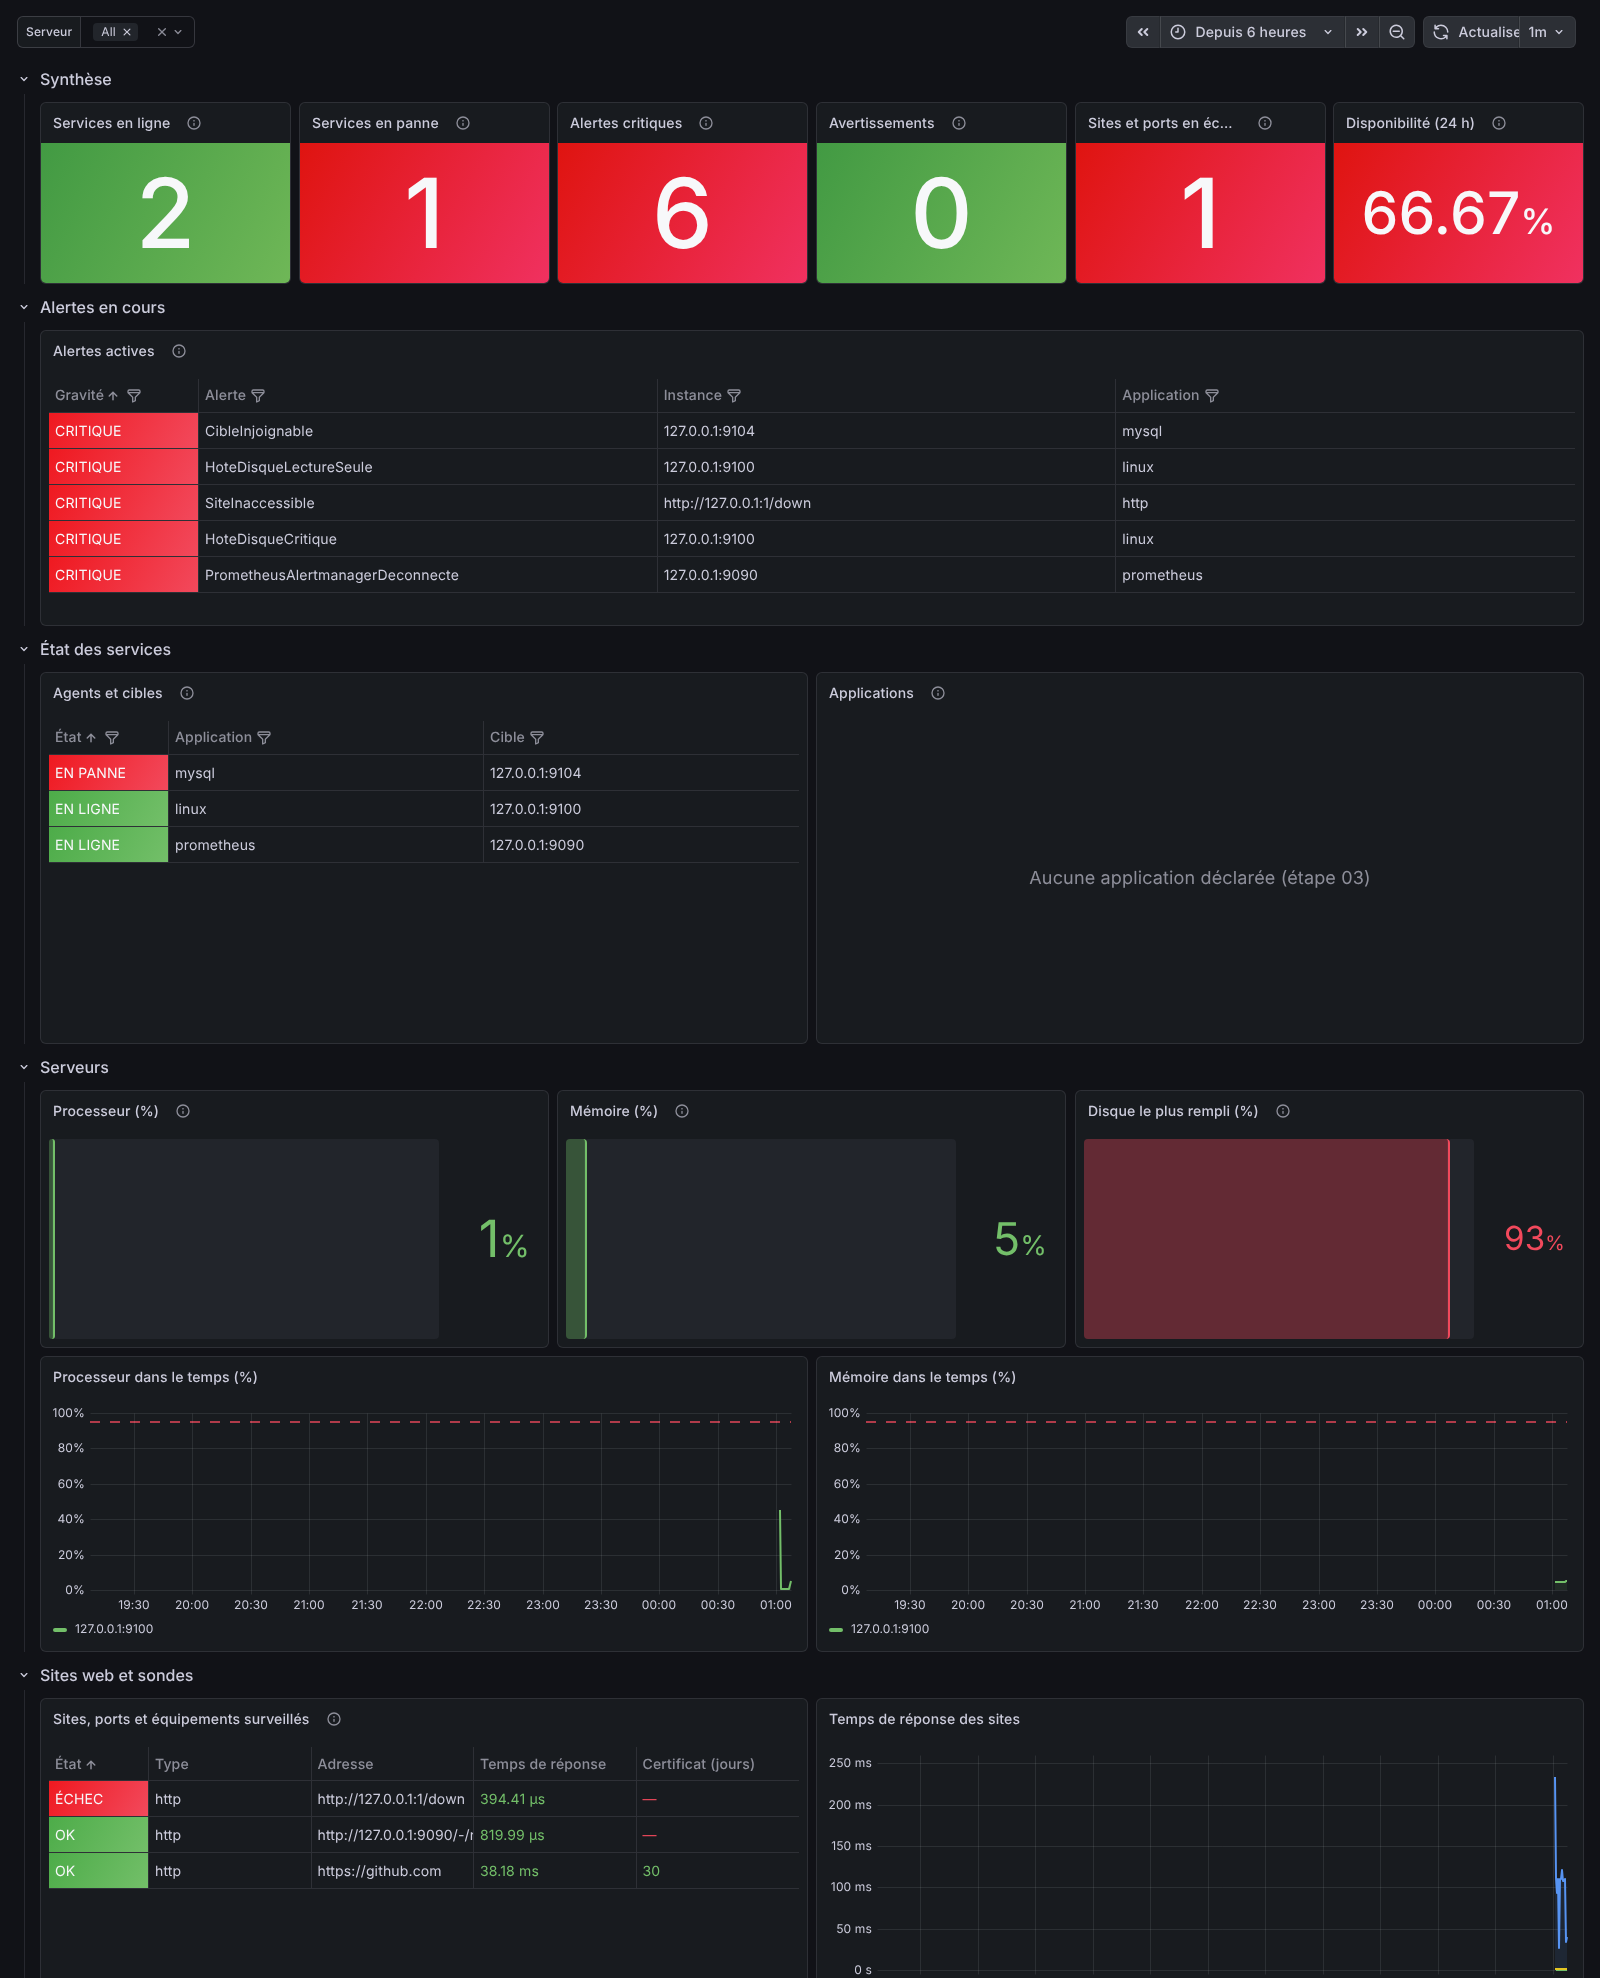 Serveur All Depuis 6 heures Actualise 1m
Synthèse
Services en ligne Services en panne Alertes critiques Avertissements Sites et ports en éc... Disponibilité (24 h)
2 1 6 0 1 66.67%
Alertes en cours
Alertes actives
Gravité Alerte Instance Application
CRITIQUE CibleInjoignable 127.0.0.1:9104 mysql
CRITIQUE HoteDisqueLectureSeule 127.0.0.1:9100 linux
CRITIQUE SiteInaccessible http://127.0.0.1:1/down http
CRITIQUE HoteDisqueCritique 127.0.0.1:9100 linux
CRITIQUE PrometheusAlertmanagerDeconnecte 127.0.0.1:9090 prometheus
État des services
Agents et cibles Applications
État Application Cible
EN PANNE mysql 127.0.0.1:9104
EN LIGNE linux 127.0.0.1:9100
EN LIGNE prometheus 127.0.0.1:9090
Aucune application déclarée (étape 03)
Serveurs
Processeur (%) Mémoire (%) Disque le plus rempli (%)
1% 5% 93%
Processeur dans le temps (%)
100%
80%
60%
40%
20%
0%
19:30 20:00 20:30 21:00 21:30 22:00 22:30 23:00 23:30 00:00 00:30 01:00
127.0.0.1:9100
Mémoire dans le temps (%)
100%
80%
60%
40%
20%
0%
19:30 20:00 20:30 21:00 21:30 22:00 22:30 23:00 23:30 00:00 00:30 01:00
127.0.0.1:9100
Sites web et sondes
Sites, ports et équipements surveillés
État Type Adresse Temps de réponse Certificat (jours)
ÉCHEC http http://127.0.0.1:1/down 394.41 µs —
OK http http://127.0.0.1:9090/-/r 819.99 µs —
OK http https://github.com 38.18 ms 30
Temps de réponse des sites
250 ms
200 ms
150 ms
100 ms
50 ms
0 s